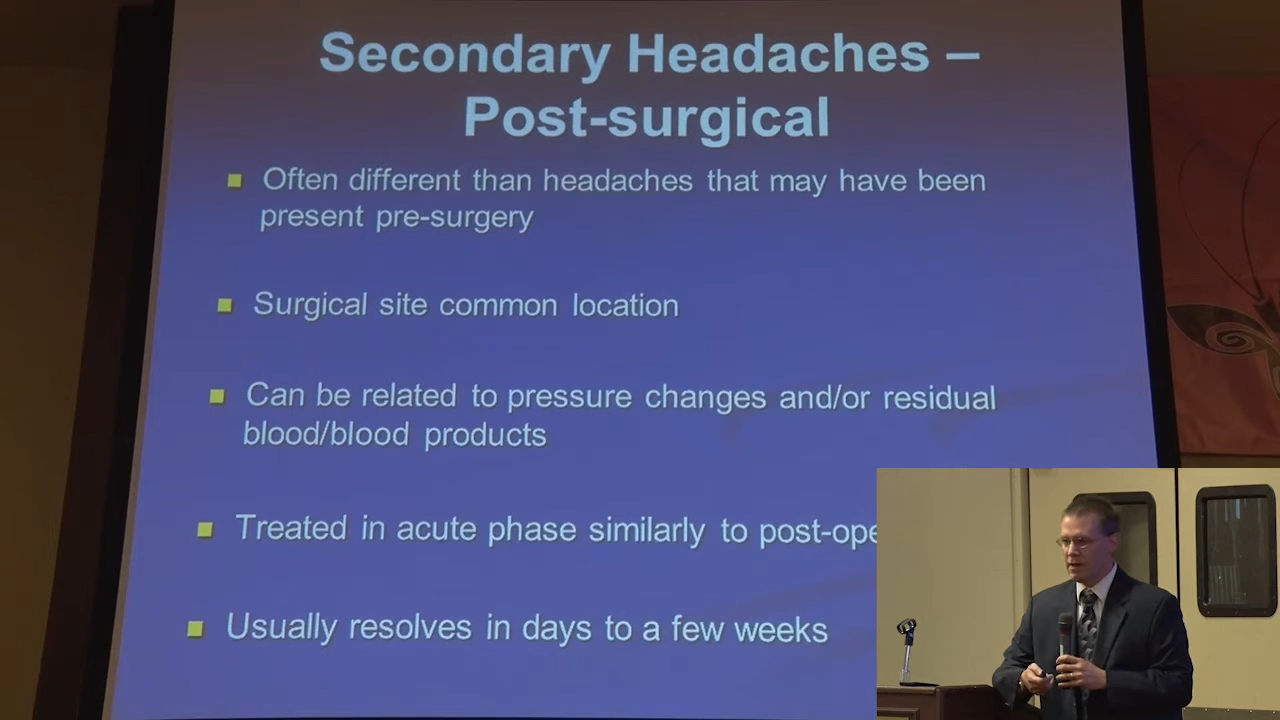 Secondary Headaches –
Post-surgical
Often different than headaches that may have been
present pre-surgery
Surgical site common location
Can be related to pressure changes and/or residual
blood/blood products
Treated in acute phase similarly to
Usually resolves in days to a few weeks